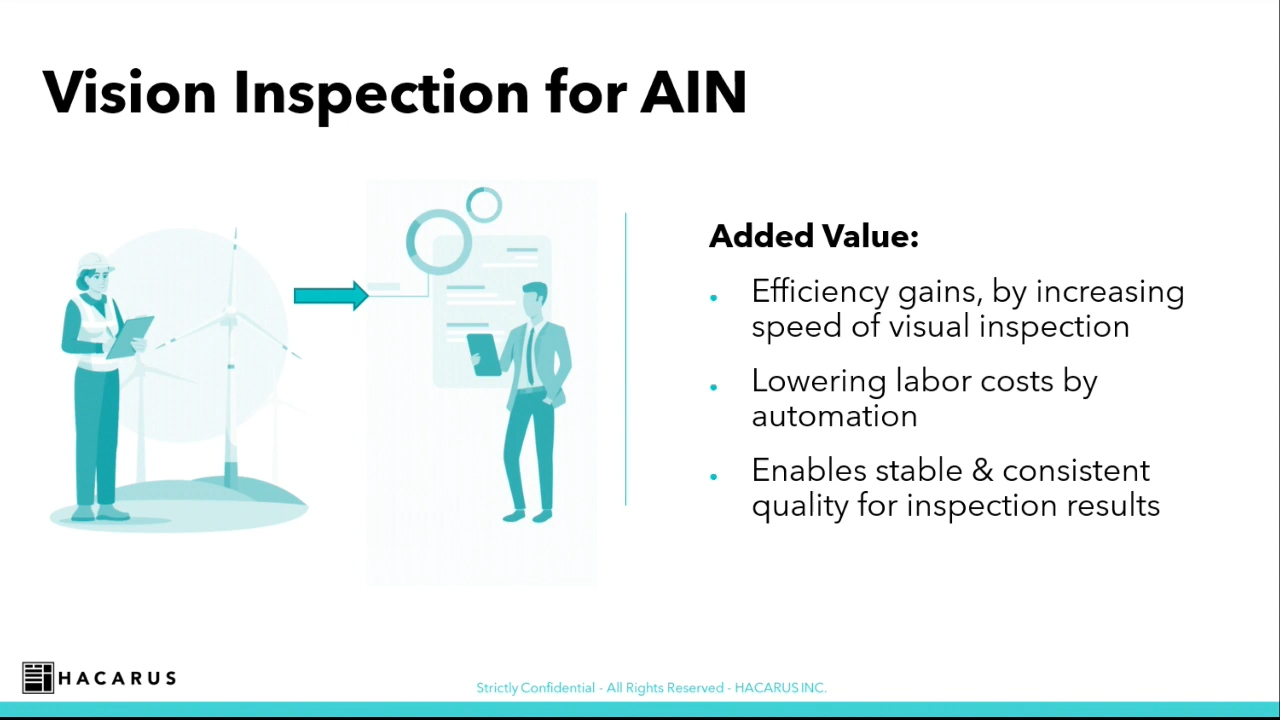 Vision Inspection for AIN
Added Value:
Efficiency gains, by increasing
speed of visual inspection
Lowering labor costs by
automation
Enables stable & consistent
quality for inspection results
HACARUS
Strictly Confidential - All Rights Reserved - HACARUS INC.